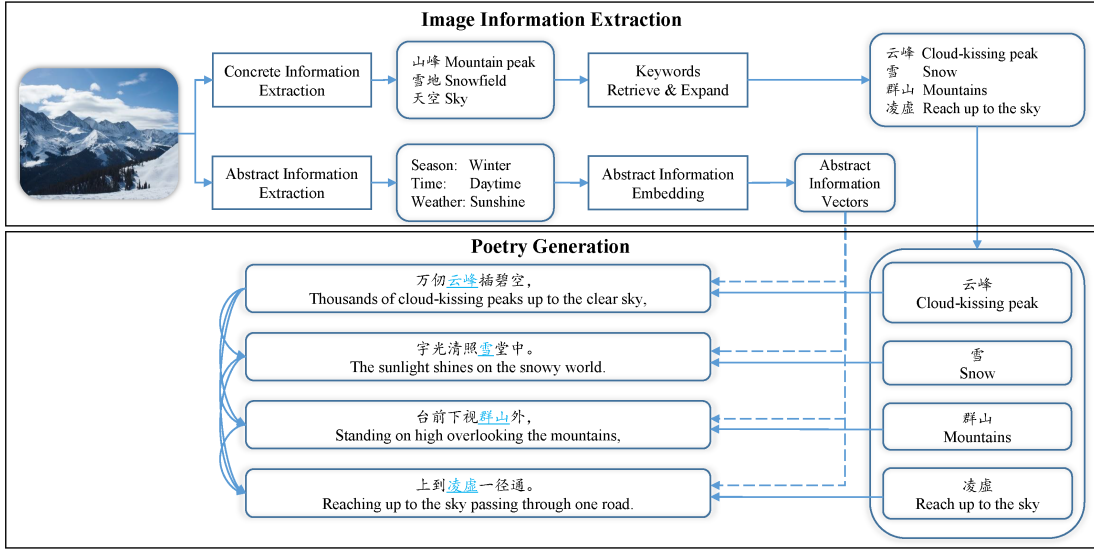 Image Information Extraction
Concrete Information
Extraction
山峰 Mountain peak
雪地 Snowfield
天空 Sky
Keywords
Retrieve & Expand
云峰 Cloud-kissing peak
雪 Snow
群山 Mountains
凌虚 Reach up to the sky
Abstract Information
Extraction
Season: Winter
Time: Daytime
Weather: Sunshine
Abstract Information
Embedding
Abstract
Information
Vectors
Poetry Generation
万仞云峰插碧空,
Thousands of cloud-kissing peaks up to the clear sky,
宇光清照雪堂中。
The sunlight shines on the snowy world.
台前下视群山外,
Standing on high overlooking the mountains,
上到凌虚一径通。
Reaching up to the sky passing through one road.
云峰
Cloud-kissing peak
雪
Snow
群山
Mountains
凌虚
Reach up to the sky